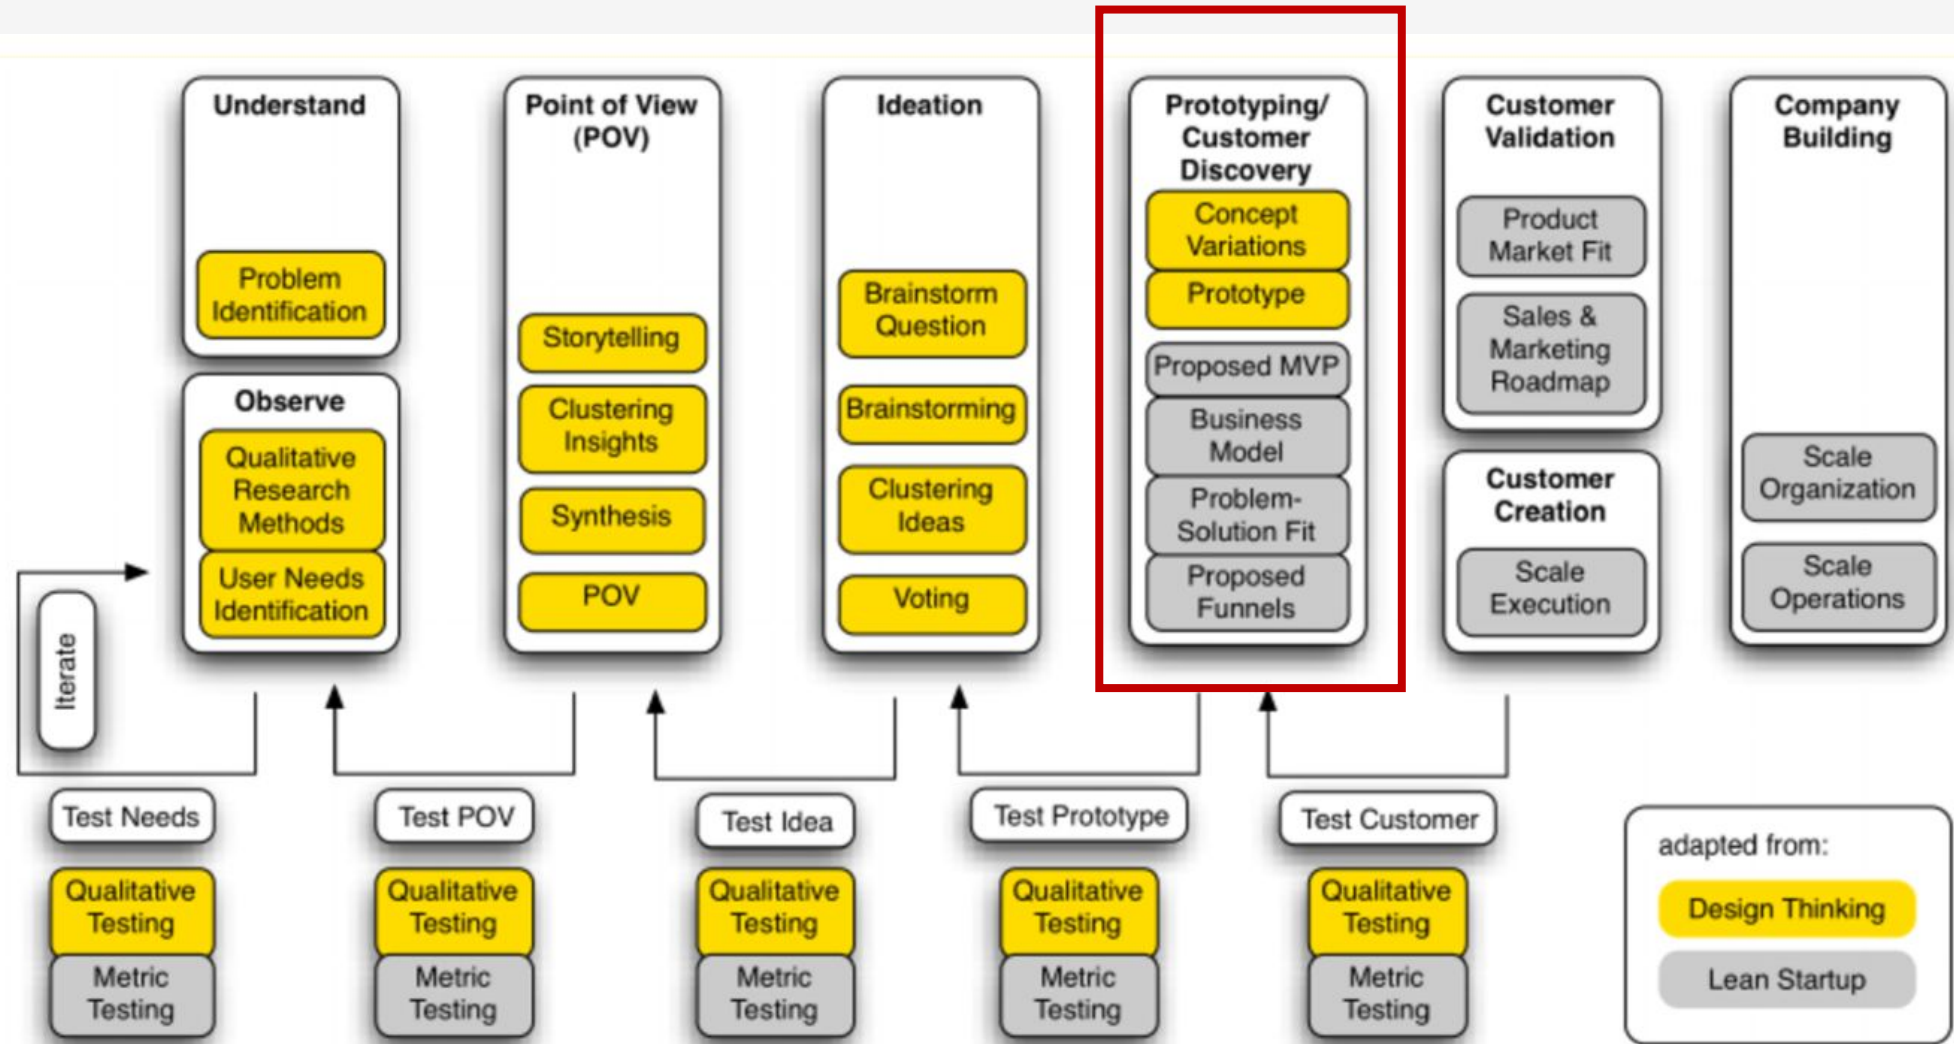 Understand
Problem
Identification
Observe
Qualitative
Research
Methods
User Needs
Identification
Point of View
(POV)
Storytelling
Clustering
Insights
Synthesis
POV
Ideation
Brainstorm
Question
Brainstorming
Clustering
Ideas
Voting
Prototyping/
Customer
Discovery
Concept
Variations
Prototype
Proposed MVP
Business
Model
Problem-
Solution Fit
Proposed
Funnels
Customer
Validation
Product
Market Fit
Sales &
Marketing
Roadmap
Customer
Creation
Scale
Execution
Company
Building
Scale
Organization
Scale
Operations
Iterate
Test Needs
Qualitative
Testing
Metric
Testing
Test POV
Qualitative
Testing
Metric
Testing
Test Idea
Qualitative
Testing
Metric
Testing
Test Prototype
Qualitative
Testing
Metric
Testing
Test Customer
Qualitative
Testing
Metric
Testing
adapted from:
Design Thinking
Lean Startup